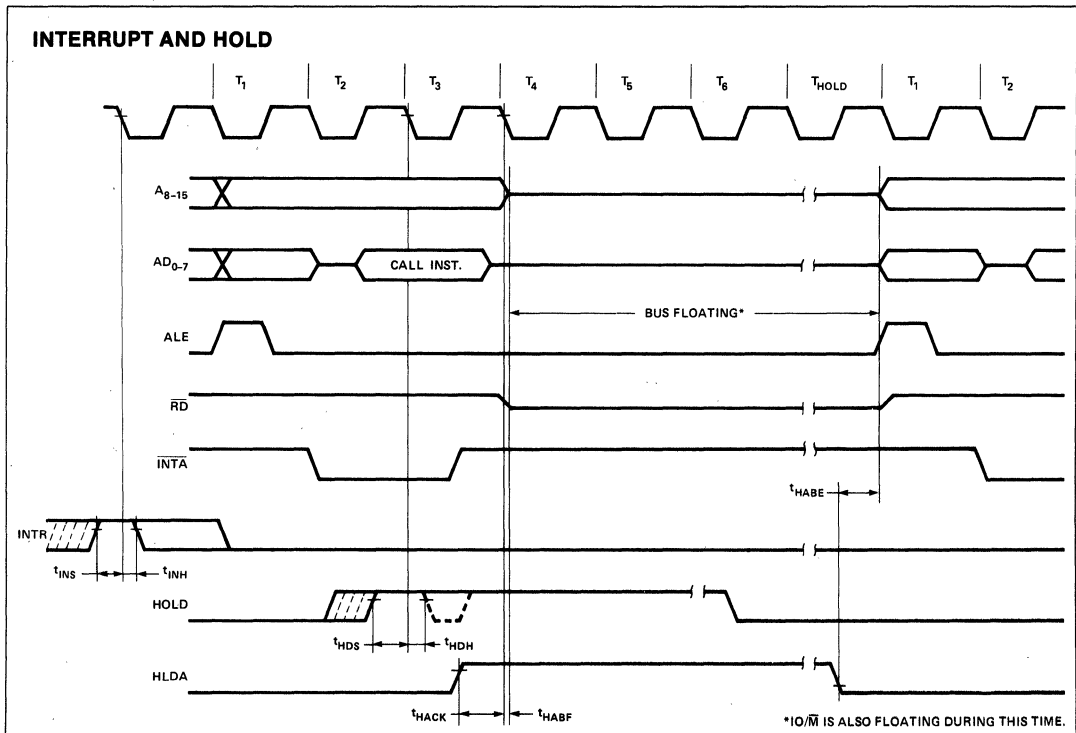 INTERRUPT AND HOLD
T1 T2 T3 T4 T5 T6 THOLD T1 T2
A8–15
AD0–7
CALL INST.
BUS FLOATING*
ALE
RD
INTA
tHABE
INTR
tINS tINH
HOLD
tHDS tHDH
HLDA
tHACK tHABF
*IO/M IS ALSO FLOATING DURING THIS TIME.